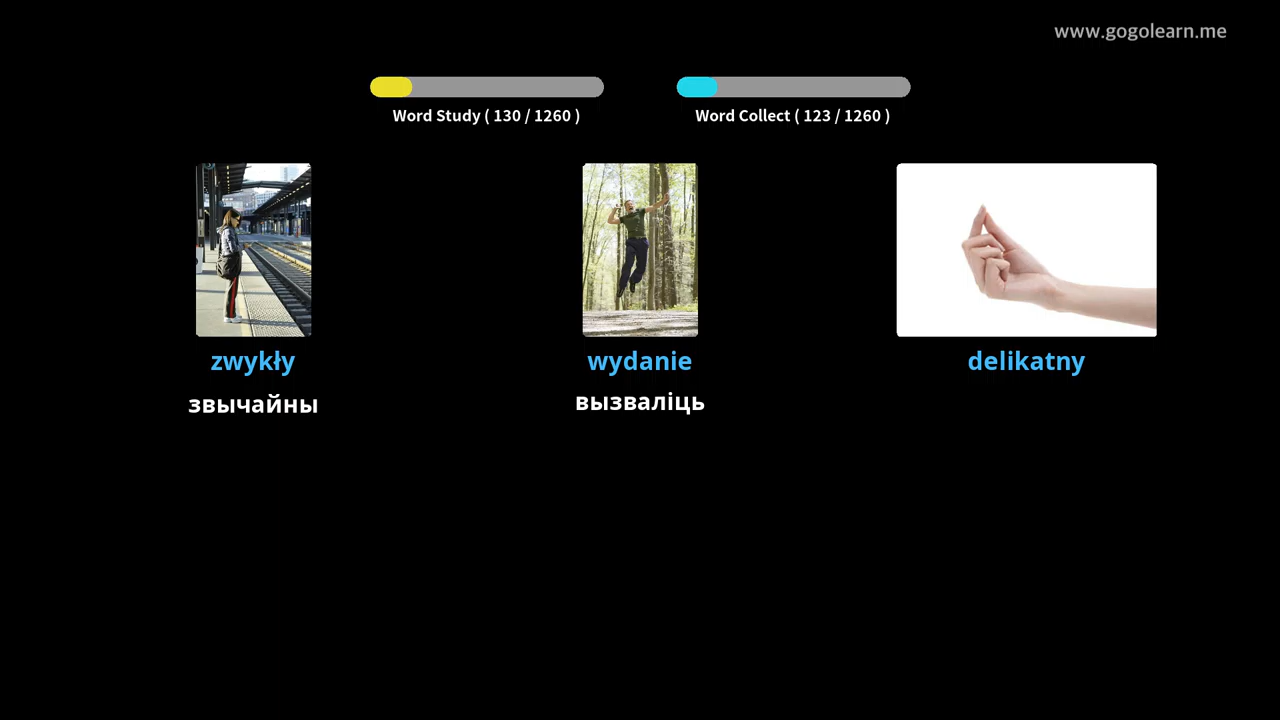 www.gogolearn.me
Word Study ( 130 / 1260 )
Word Collect ( 123 / 1260 )
zwykły
wydanie
delikatny
звычайны
вызваліць